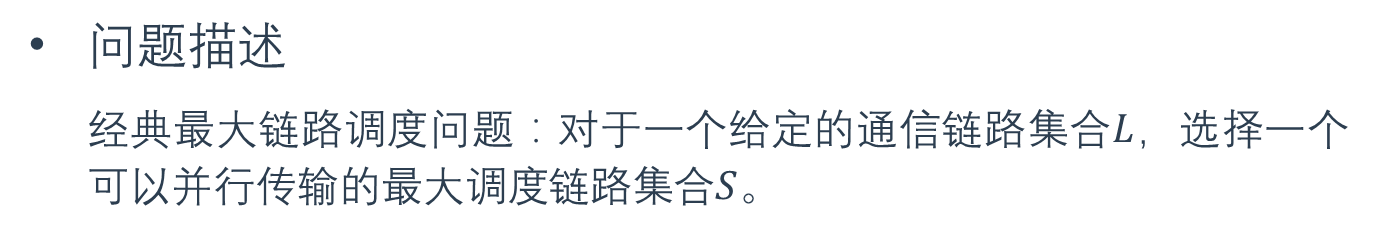 • 问题描述
经典最大链路调度问题：对于一个给定的通信链路集合L，选择一个
可以并行传输的最大调度链路集合S。